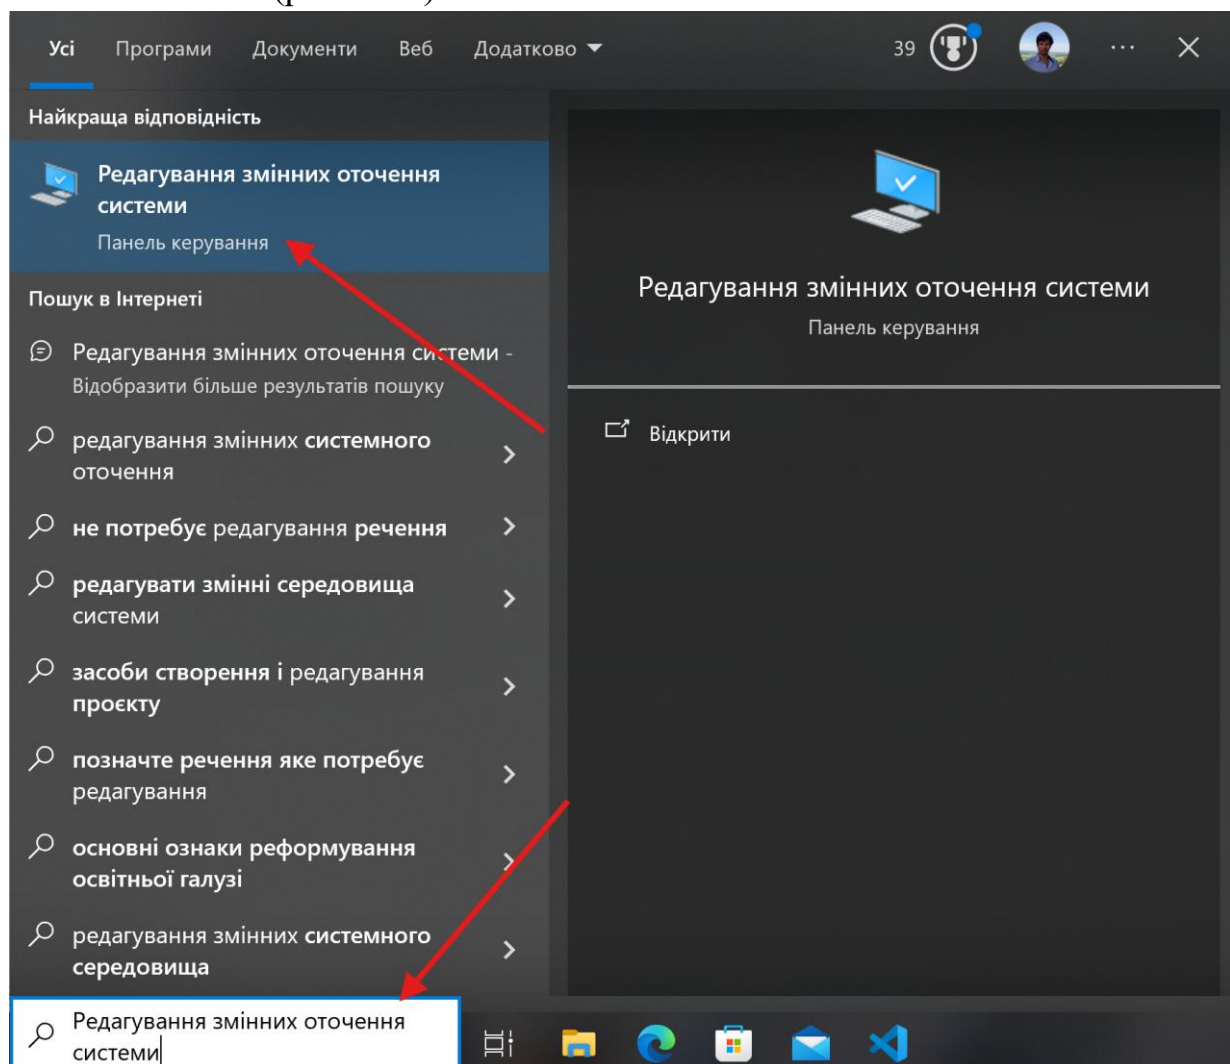 Усі Програми Документи Веб Додатково 39 ...
Найкраща відповідність
Редагування змінних оточення
системи
Панель керування
Пошук в Інтернеті
Редагування змінних оточення системи -
Відобразити більше результатів пошуку
редагування змінних системного
оточення
не потребує редагування речення
редагувати змінні середовища
системи
засоби створення і редагування
проєкту
позначте речення яке потребує
редагування
основні ознаки реформування
освітньої галузі
редагування змінних системного
середовища
Редагування змінних оточення
системи
Редагування змінних оточення системи
Панель керування
Відкрити